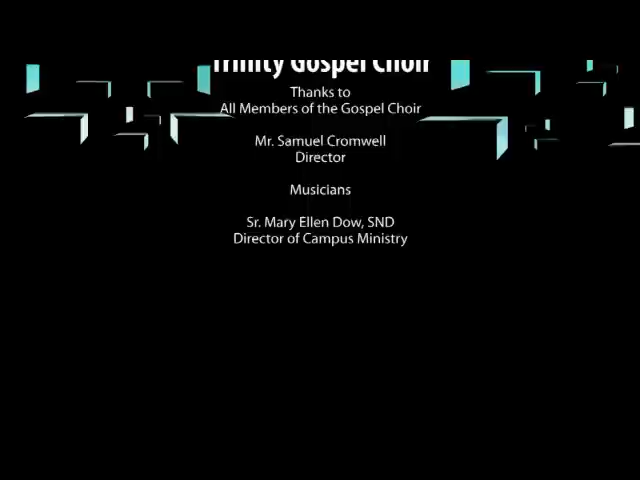 Trinity Gospel Choir
Thanks to
All Members of the Gospel Choir
Mr. Samuel Cromwell
Director
Musicians
Sr. Mary Ellen Dow, SND
Director of Campus Ministry